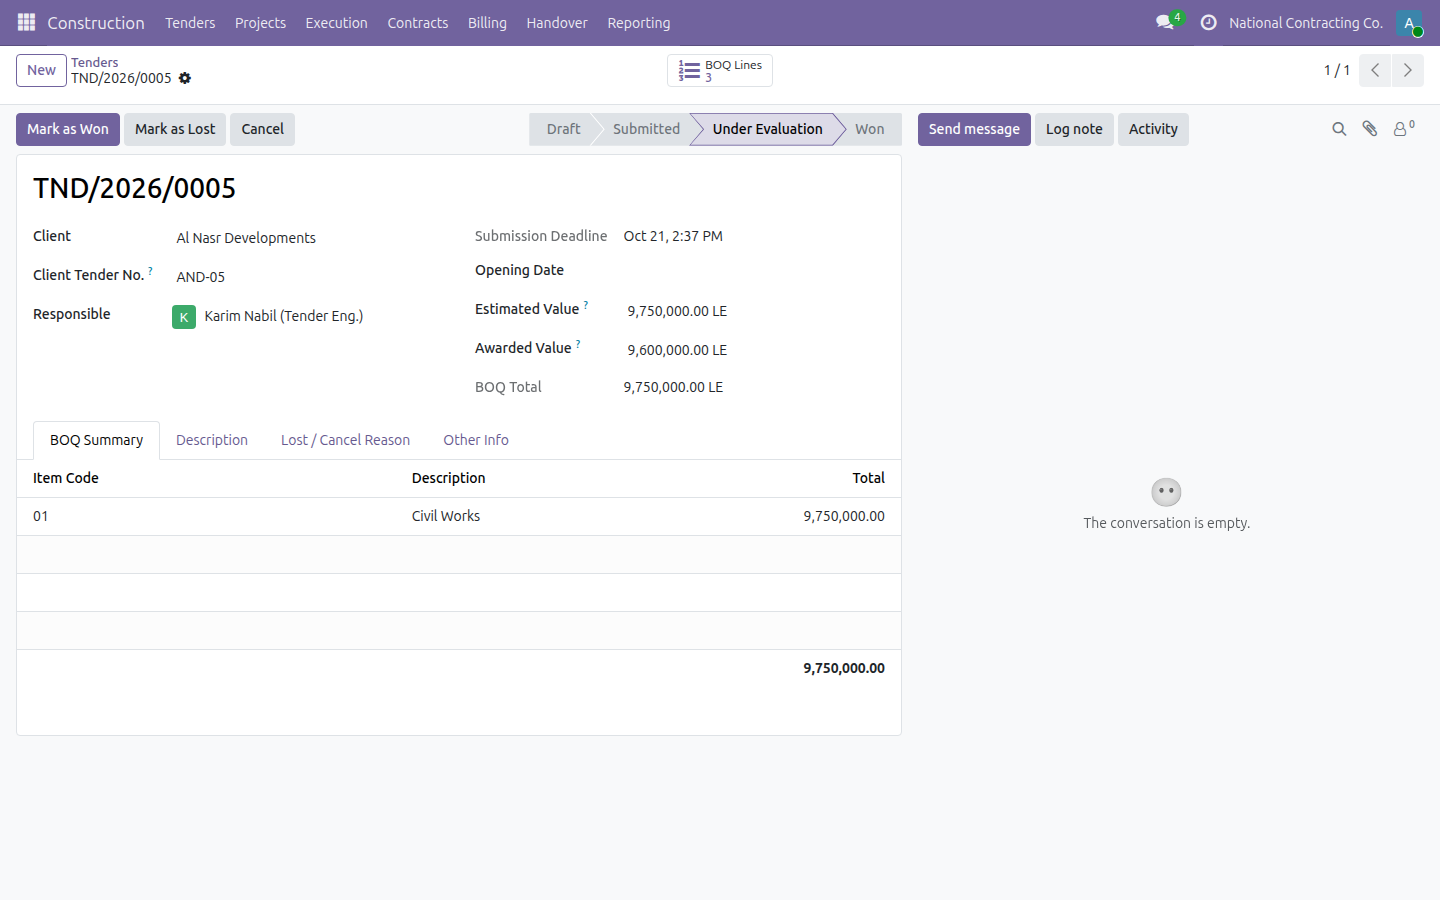 Construction Tenders Projects Execution Contracts Billing Handover Reporting 4 National Contracting Co. A
New Tenders
TND/2026/0005
BOQ Lines
3
1 / 1
Mark as Won Mark as Lost Cancel Draft Submitted Under Evaluation Won Send message Log note Activity 0
TND/2026/0005
Client Al Nasr Developments
Client Tender No. ? AND-05
Responsible K Karim Nabil (Tender Eng.)
Submission Deadline Oct 21, 2:37 PM
Opening Date
Estimated Value ? 9,750,000.00 LE
Awarded Value ? 9,600,000.00 LE
BOQ Total 9,750,000.00 LE
BOQ Summary Description Lost / Cancel Reason Other Info
Item Code Description Total
01 Civil Works 9,750,000.00
9,750,000.00
The conversation is empty.